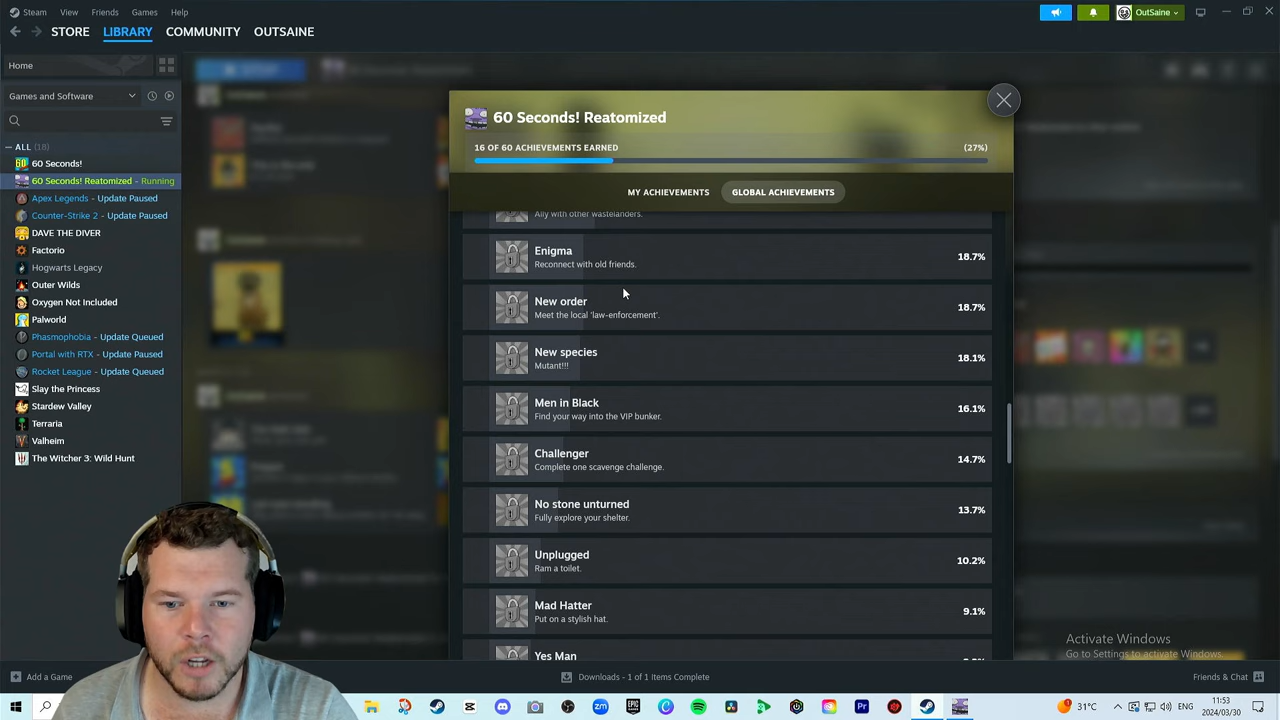 Steam View Friends Games Help
OutSaine
STORE LIBRARY COMMUNITY OUTSAINE
Home
Games and Software
ALL (18)
60 Seconds!
60 Seconds! Reatomized - Running
Apex Legends - Update Paused
Counter-Strike 2 - Update Paused
DAVE THE DIVER
Factorio
Hogwarts Legacy
Outer Wilds
Oxygen Not Included
Palworld
Phasmophobia - Update Queued
Portal with RTX - Update Paused
Rocket League - Update Queued
Slay the Princess
Stardew Valley
Terraria
Valheim
The Witcher 3: Wild Hunt
60 Seconds! Reatomized
16 OF 60 ACHIEVEMENTS EARNED (27%)
MY ACHIEVEMENTS GLOBAL ACHIEVEMENTS
Ally with other wastelanders.
Enigma
Reconnect with old friends.
18.7%
New order
Meet the local 'law-enforcement'.
18.7%
New species
Mutant!!!
18.1%
Men in Black
Find your way into the VIP bunker.
16.1%
Challenger
Complete one scavenge challenge.
14.7%
No stone unturned
Fully explore your shelter.
13.7%
Unplugged
Ram a toilet.
10.2%
Mad Hatter
Put on a stylish hat.
9.1%
Yes Man
Activate Windows
Go to Settings to activate Windows.
Add a Game
Downloads - 1 of 1 Items Complete
Friends & Chat
31°C
ENG
11:53
2024/03/30